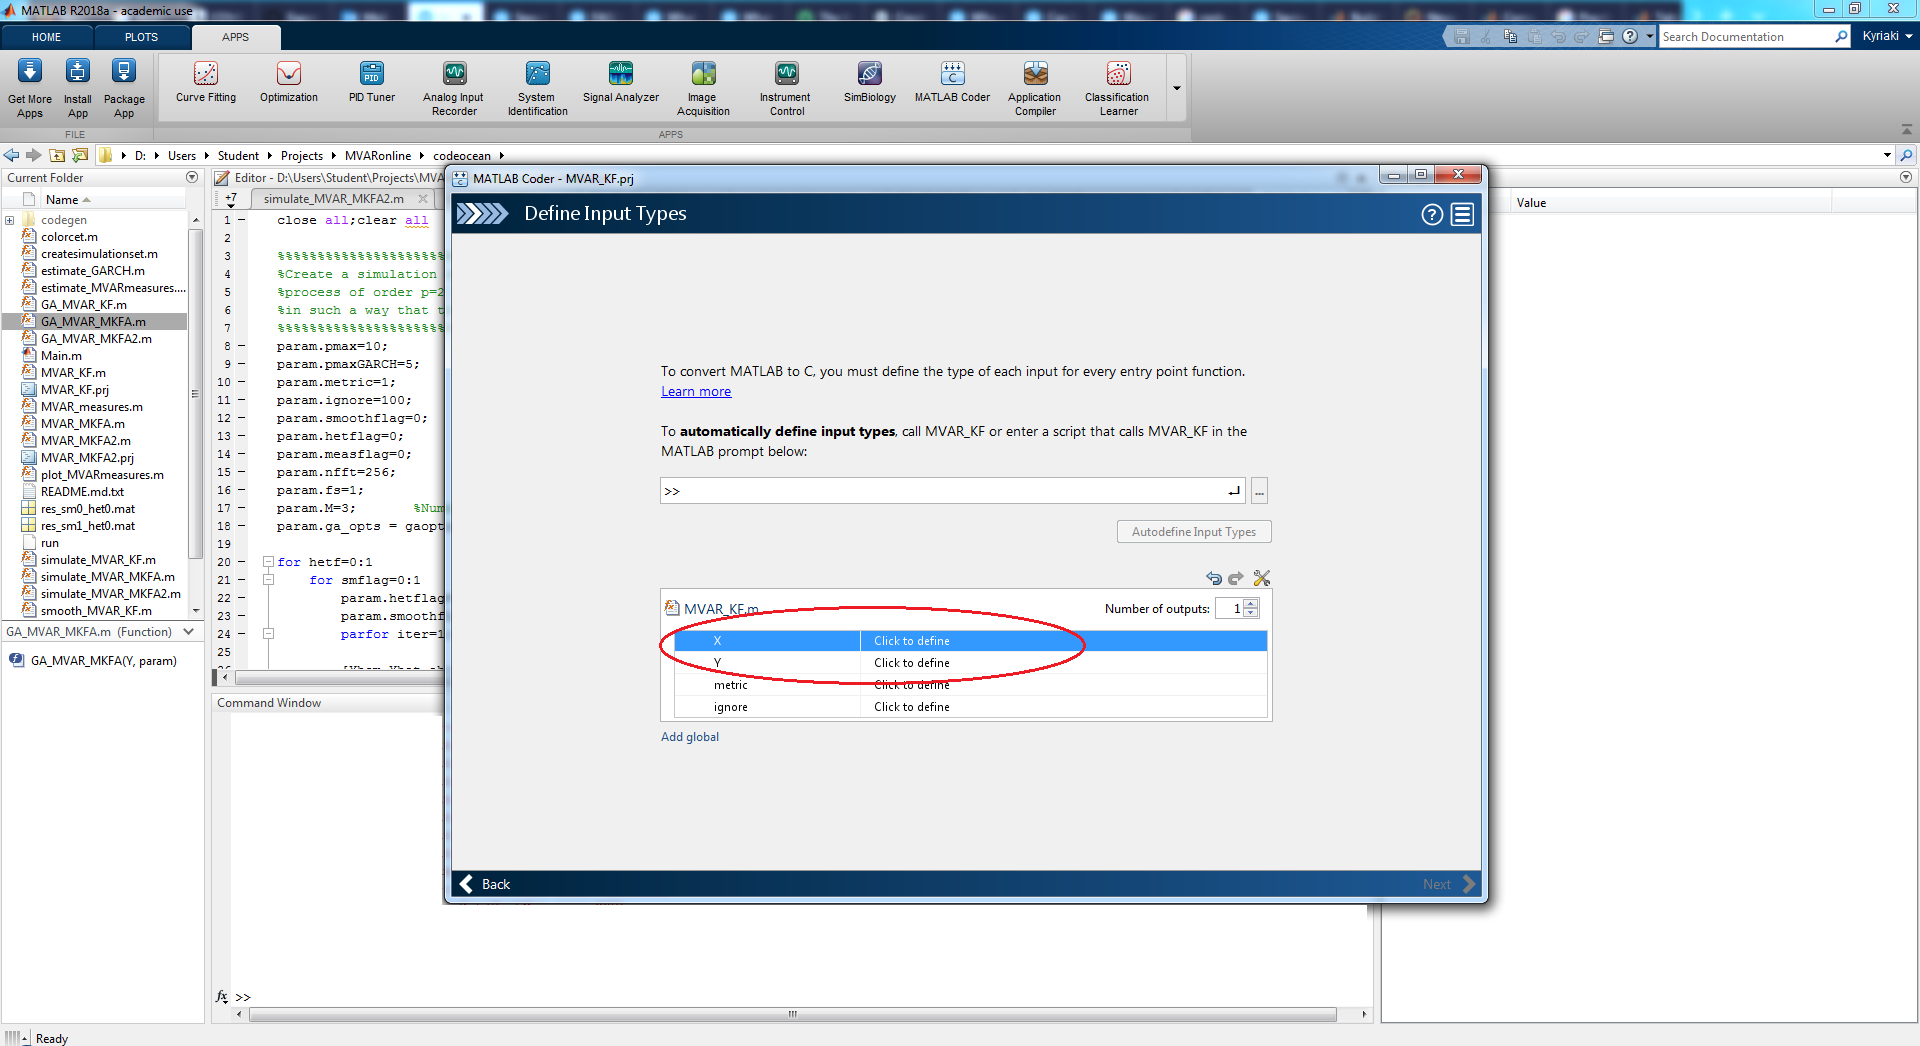 MATLAB R2018a - academic use
HOME PLOTS APPS
Search Documentation
Kyriaki
Get More Apps
Install App
Package App
Curve Fitting
Optimization
PID Tuner
Analog Input Recorder
System Identification
Signal Analyzer
Image Acquisition
Instrument Control
SimBiology
MATLAB Coder
Application Compiler
Classification Learner
FILE
APPS
D: Users Student Projects MVARonline codeocean
Current Folder
Name
codegen
colorcet.m
createsimulationset.m
estimate_GARCH.m
estimate_MVARmeasures....
GA_MVAR_KF.m
GA_MVAR_MKFA.m
GA_MVAR_MKFA2.m
Main.m
MVAR_KF.m
MVAR_KF.prj
MVAR_measures.m
MVAR_MKFA.m
MVAR_MKFA2.m
MVAR_MKFA2.prj
plot_MVARmeasures.m
README.md.txt
res_sm0_het0.mat
res_sm1_het0.mat
run
simulate_MVAR_KF.m
simulate_MVAR_MKFA.m
simulate_MVAR_MKFA2.m
smooth_MVAR_KF.m
GA_MVAR_MKFA.m (Function)
GA_MVAR_MKFA(Y, param)
Editor - D:\Users\Student\Projects\MVA
+7
simulate_MVAR_MKFA2.m
1 close all;clear all
2
3 %%%%%%%%%%%%%%%%%%%%%
4 %Create a simulation
5 %process of order p=2
6 %in such a way that t
7 %%%%%%%%%%%%%%%%%%%%%
8 param.pmax=10;
9 param.pmaxGARCH=5;
10 param.metric=1;
11 param.ignore=100;
12 param.smoothflag=0;
13 param.hetflag=0;
14 param.measflag=0;
15 param.nfft=256;
16 param.fs=1;
17 param.M=3; %Num
18 param.ga_opts = gaopt
19
20 for hetf=0:1
21 for smflag=0:1
22 param.hetflag
23 param.smoothf
24 parfor iter=1
25
Command Window
fx >>
Value
MATLAB Coder - MVAR_KF.prj
Define Input Types
To convert MATLAB to C, you must define the type of each input for every entry point function.
Learn more
To automatically define input types, call MVAR_KF or enter a script that calls MVAR_KF in the
MATLAB prompt below:
>>
...
Autodefine Input Types
MVAR_KF.m
Number of outputs: 1
X Click to define
Y Click to define
metric Click to define
ignore Click to define
Add global
Back
Next
Ready